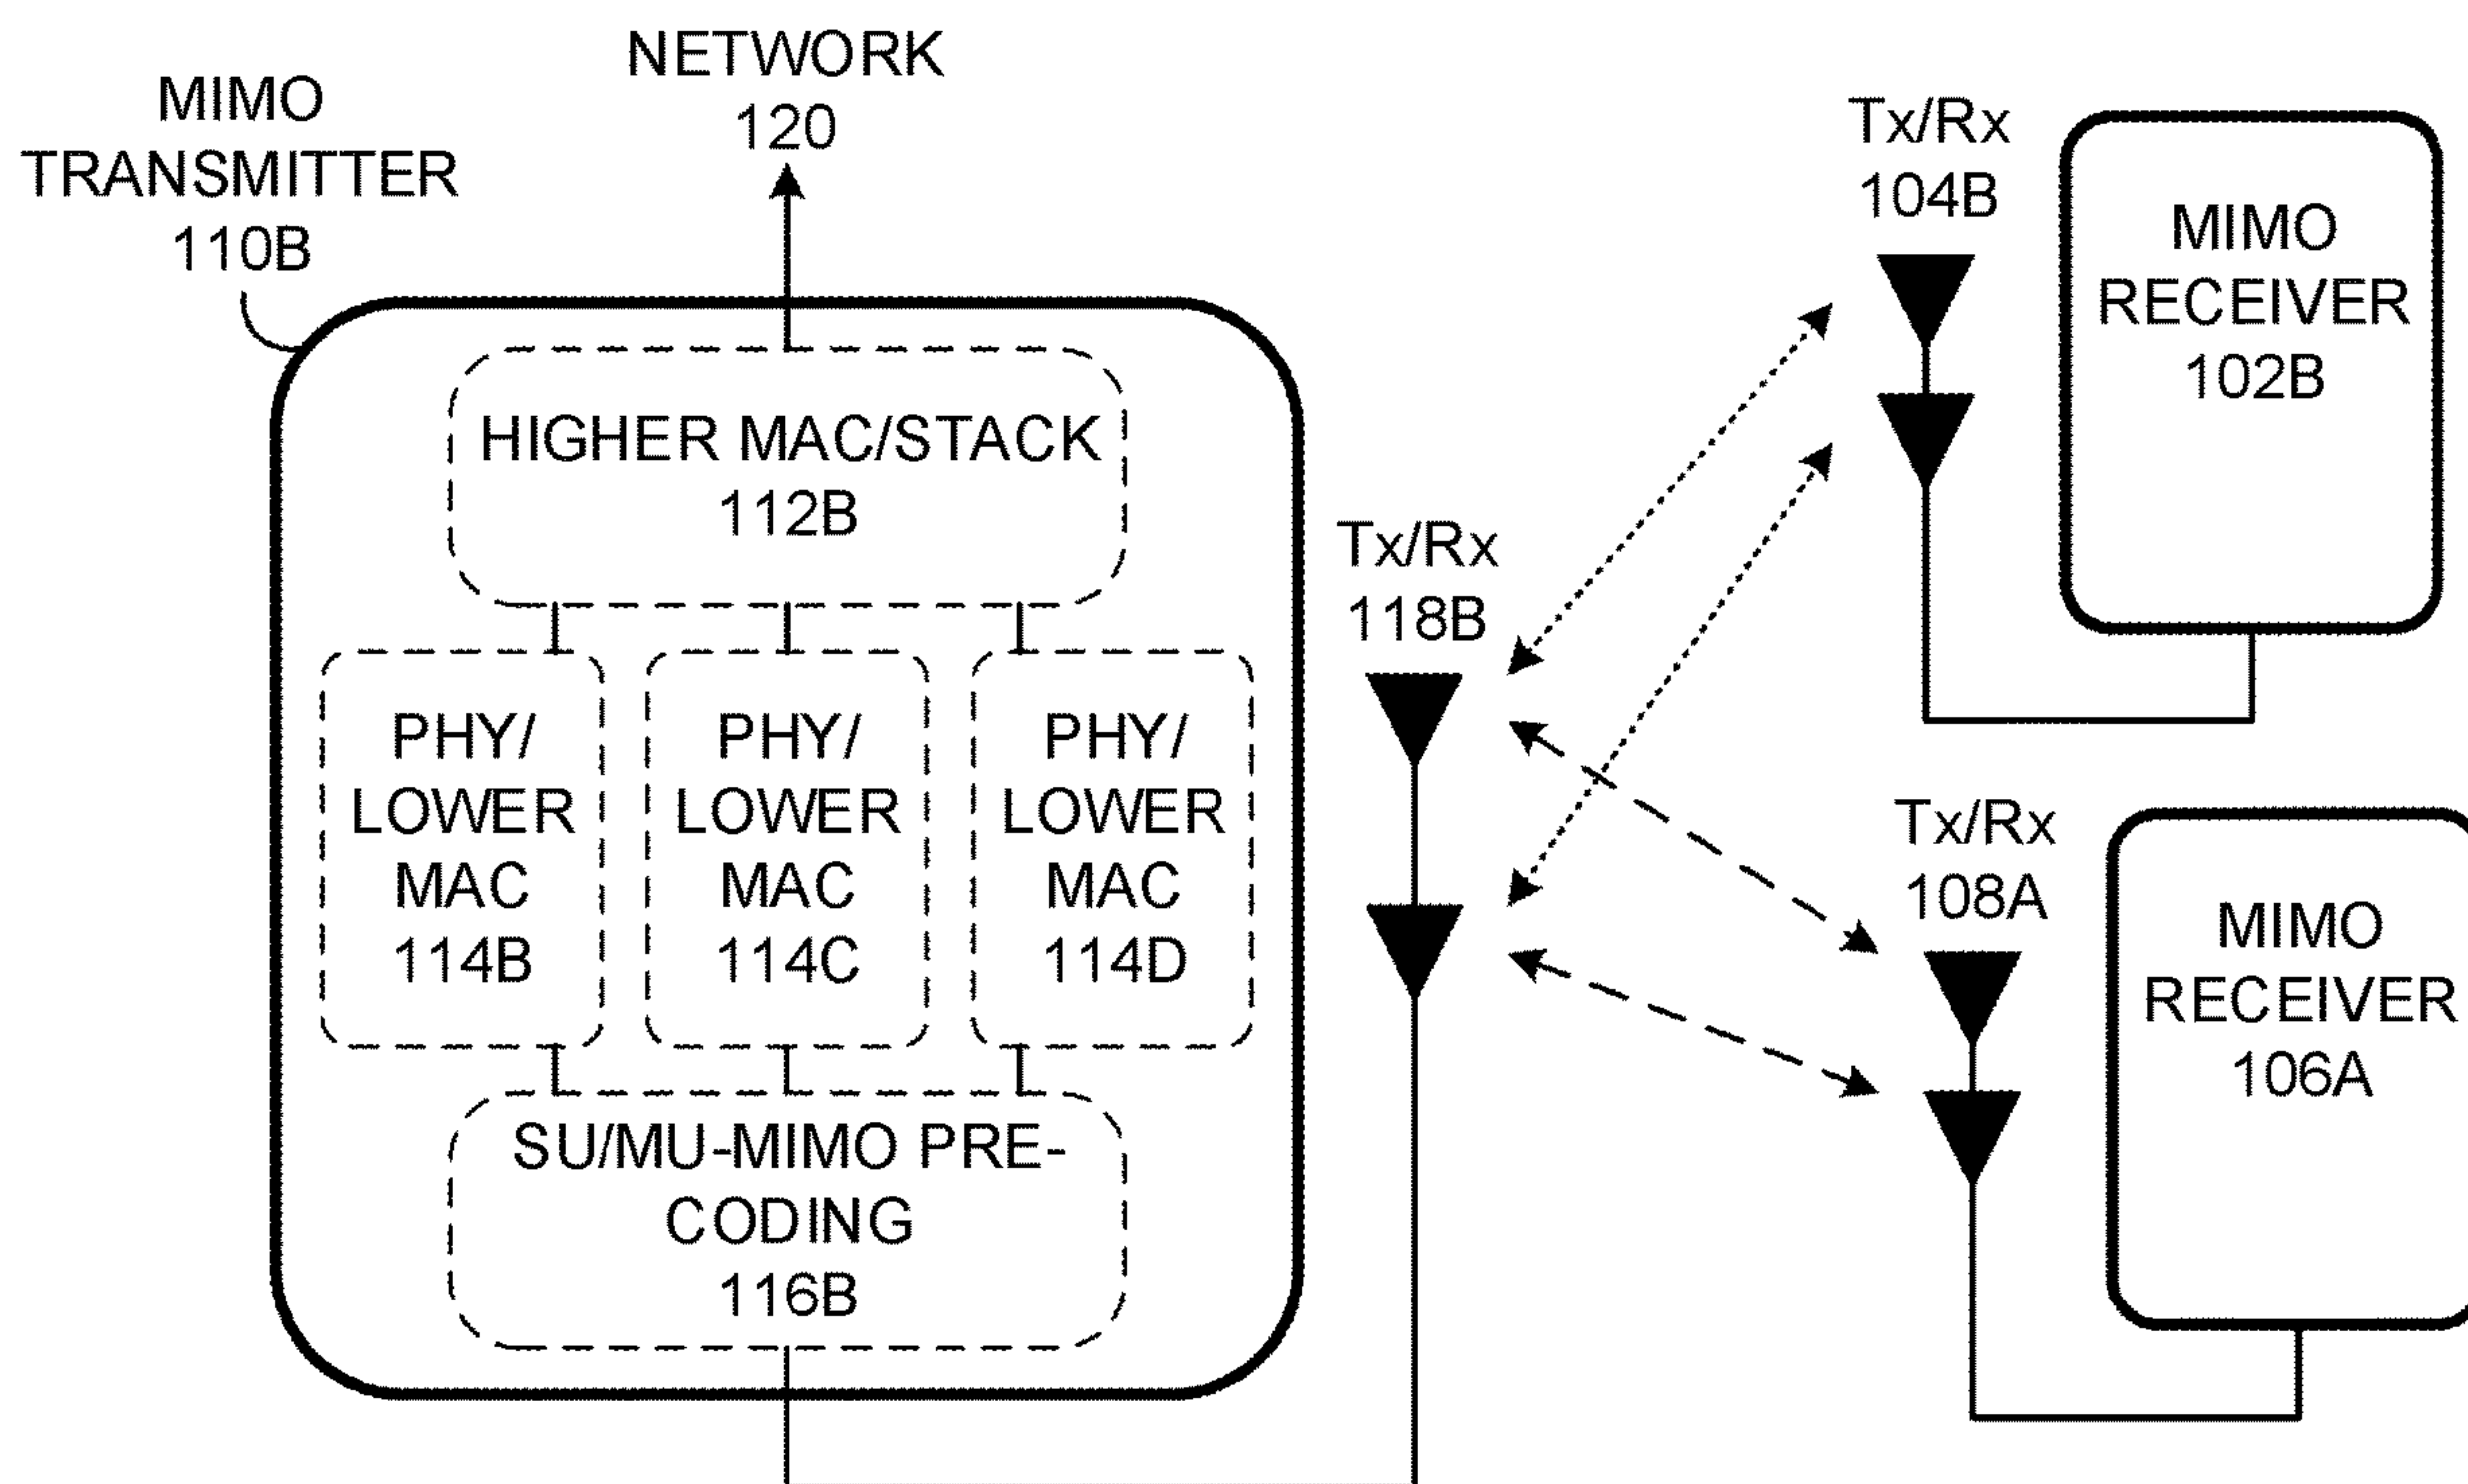 MIMO
TRANSMITTER
110B
NETWORK
120
HIGHER MAC/STACK
112B
PHY/
LOWER
MAC
114B
PHY/
LOWER
MAC
114C
PHY/
LOWER
MAC
114D
SU/MU-MIMO PRE-
CODING
116B
Tx/Rx
118B
Tx/Rx
104B
MIMO
RECEIVER
102B
Tx/Rx
108A
MIMO
RECEIVER
106A